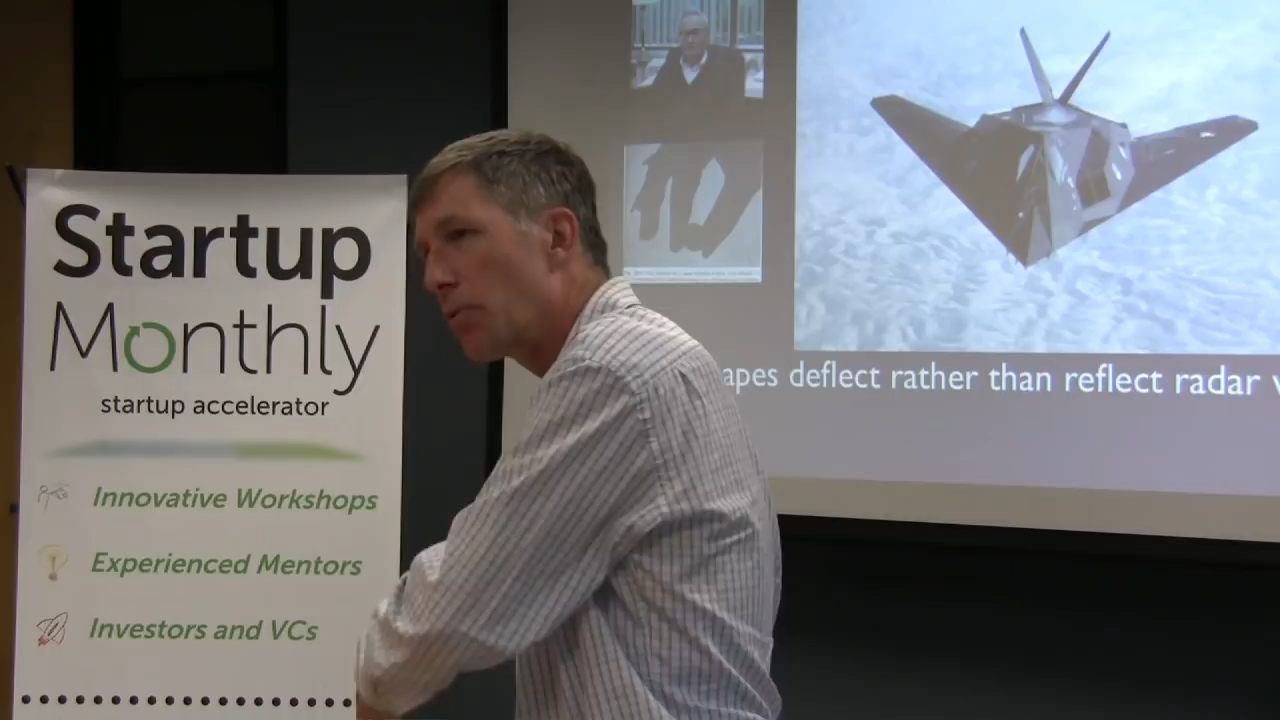 Startup
Monthly
startup accelerator
Innovative Workshops
Experienced Mentors
Investors and VCs
apes deflect rather than reflect radar